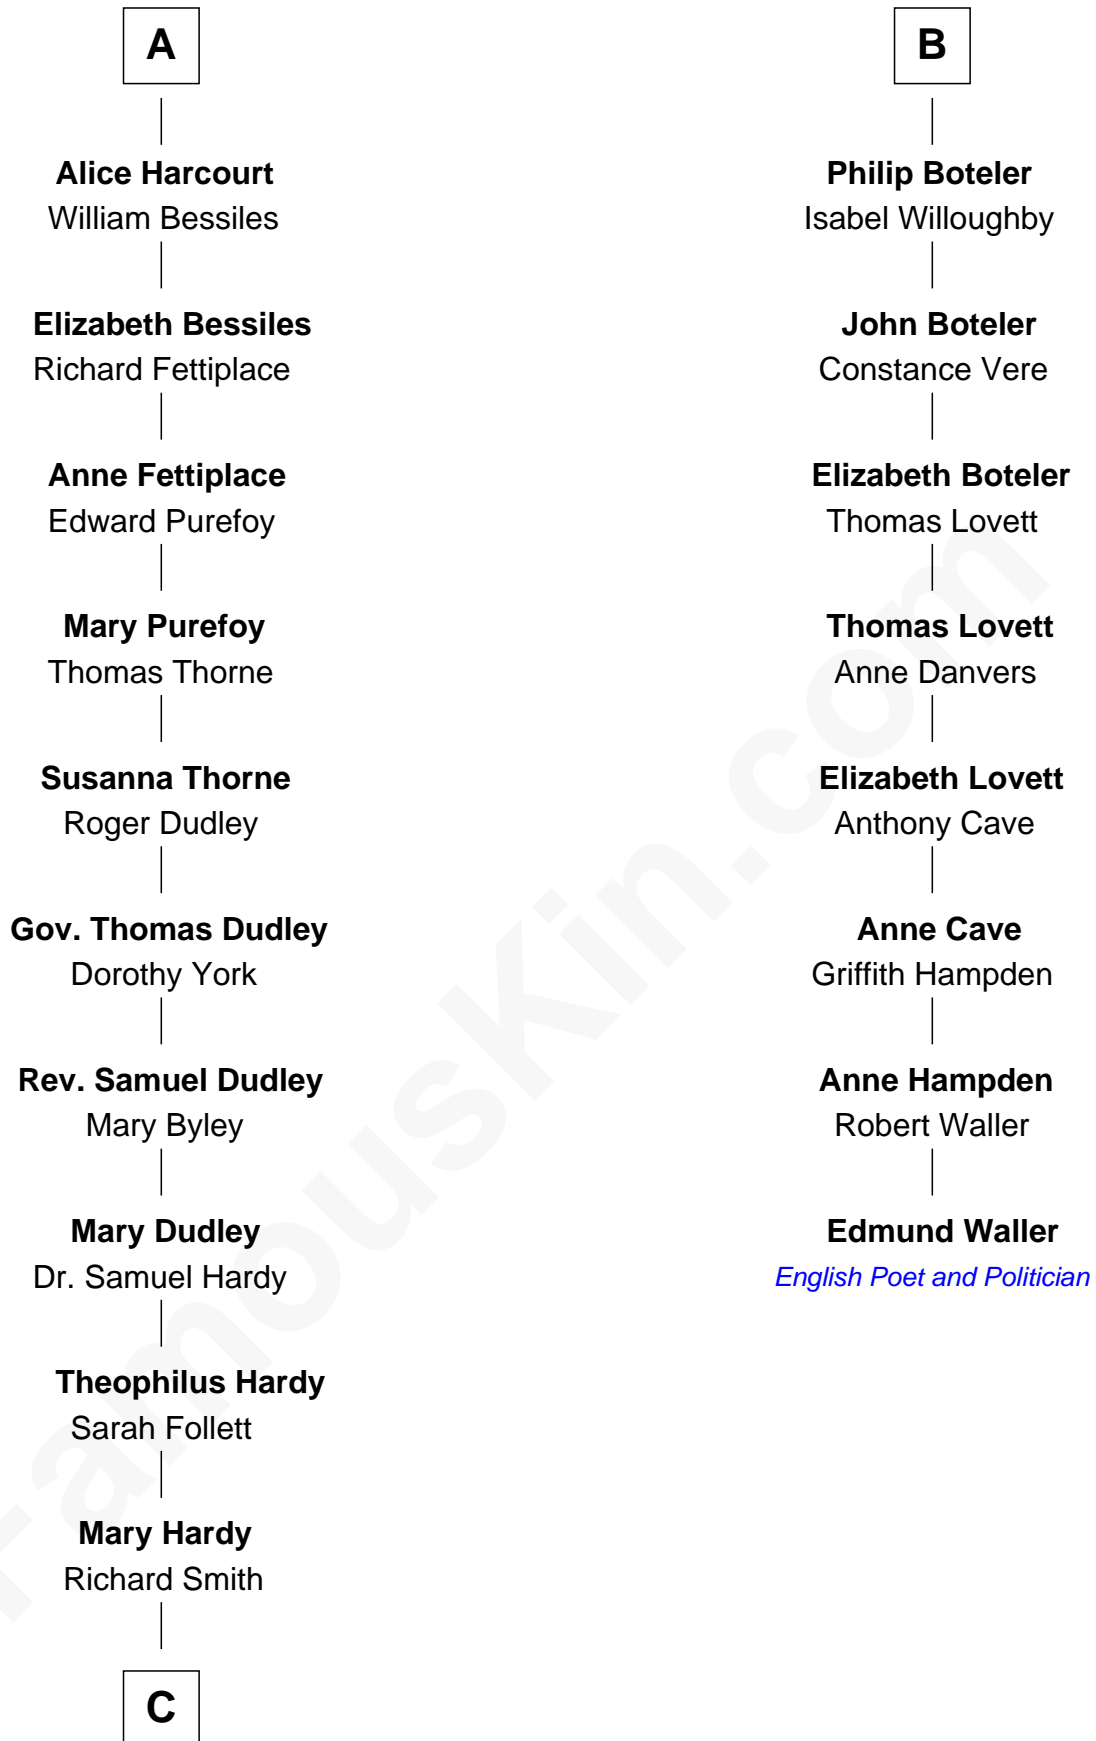 A
Alice Harcourt
William Bessiles
Elizabeth Bessiles
Richard Fettiplace
Anne Fettiplace
Edward Purefoy
Mary Purefoy
Thomas Thorne
Susanna Thorne
Roger Dudley
Gov. Thomas Dudley
Dorothy York
Rev. Samuel Dudley
Mary Byley
Mary Dudley
Dr. Samuel Hardy
Theophilus Hardy
Sarah Follett
Mary Hardy
Richard Smith
C
B
Philip Boteler
Isabel Willoughby
John Boteler
Constance Vere
Elizabeth Boteler
Thomas Lovett
Thomas Lovett
Anne Danvers
Elizabeth Lovett
Anthony Cave
Anne Cave
Griffith Hampden
Anne Hampden
Robert Waller
Edmund Waller
English Poet and Politician
FamousKin.com